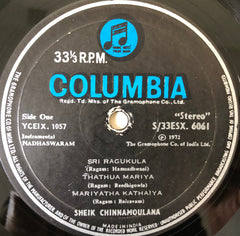 33⅓ R.P.M.
COLUMBIA
Regd. Td. Mks. of The Gramophone Co., Ltd.
Side One
YCEIX. 1057
"Stereo"
S/33ESX. 6061
Instrumental
NADHASWARAM
℗ 1971
The Gramophone Co. of India Ltd.
SRI RAGUKULA
(Ragam: Hamsadhwani)
THATHUA MARIYA
(Ragam: Reethigowla)
MARIYATHA KATHAIYA
(Ragam: Bairavam)
SHEIK CHINNAMOULANA
MADE IN INDIA